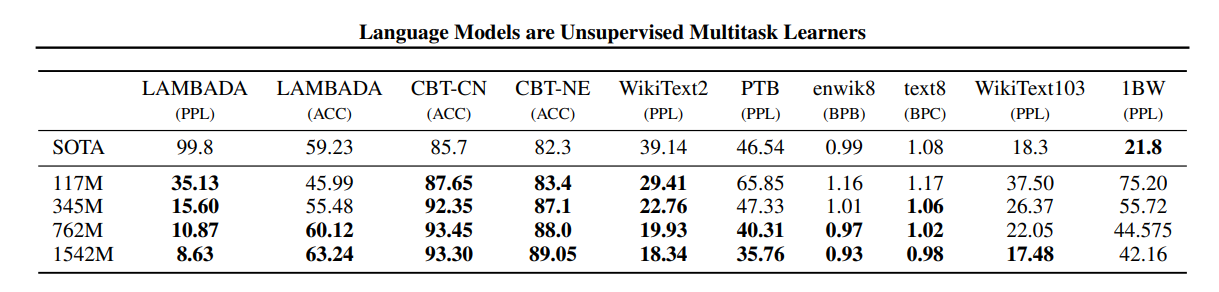 Language Models are Unsupervised Multitask Learners
LAMBADA LAMBADA CBT-CN CBT-NE WikiText2 PTB enwik8 text8 WikiText103 1BW
(PPL) (ACC) (ACC) (ACC) (PPL) (PPL) (BPB) (BPC) (PPL) (PPL)
SOTA 99.8 59.23 85.7 82.3 39.14 46.54 0.99 1.08 18.3 21.8
117M 35.13 45.99 87.65 83.4 29.41 65.85 1.16 1.17 37.50 75.20
345M 15.60 55.48 92.35 87.1 22.76 47.33 1.01 1.06 26.37 55.72
762M 10.87 60.12 93.45 88.0 19.93 40.31 0.97 1.02 22.05 44.575
1542M 8.63 63.24 93.30 89.05 18.34 35.76 0.93 0.98 17.48 42.16